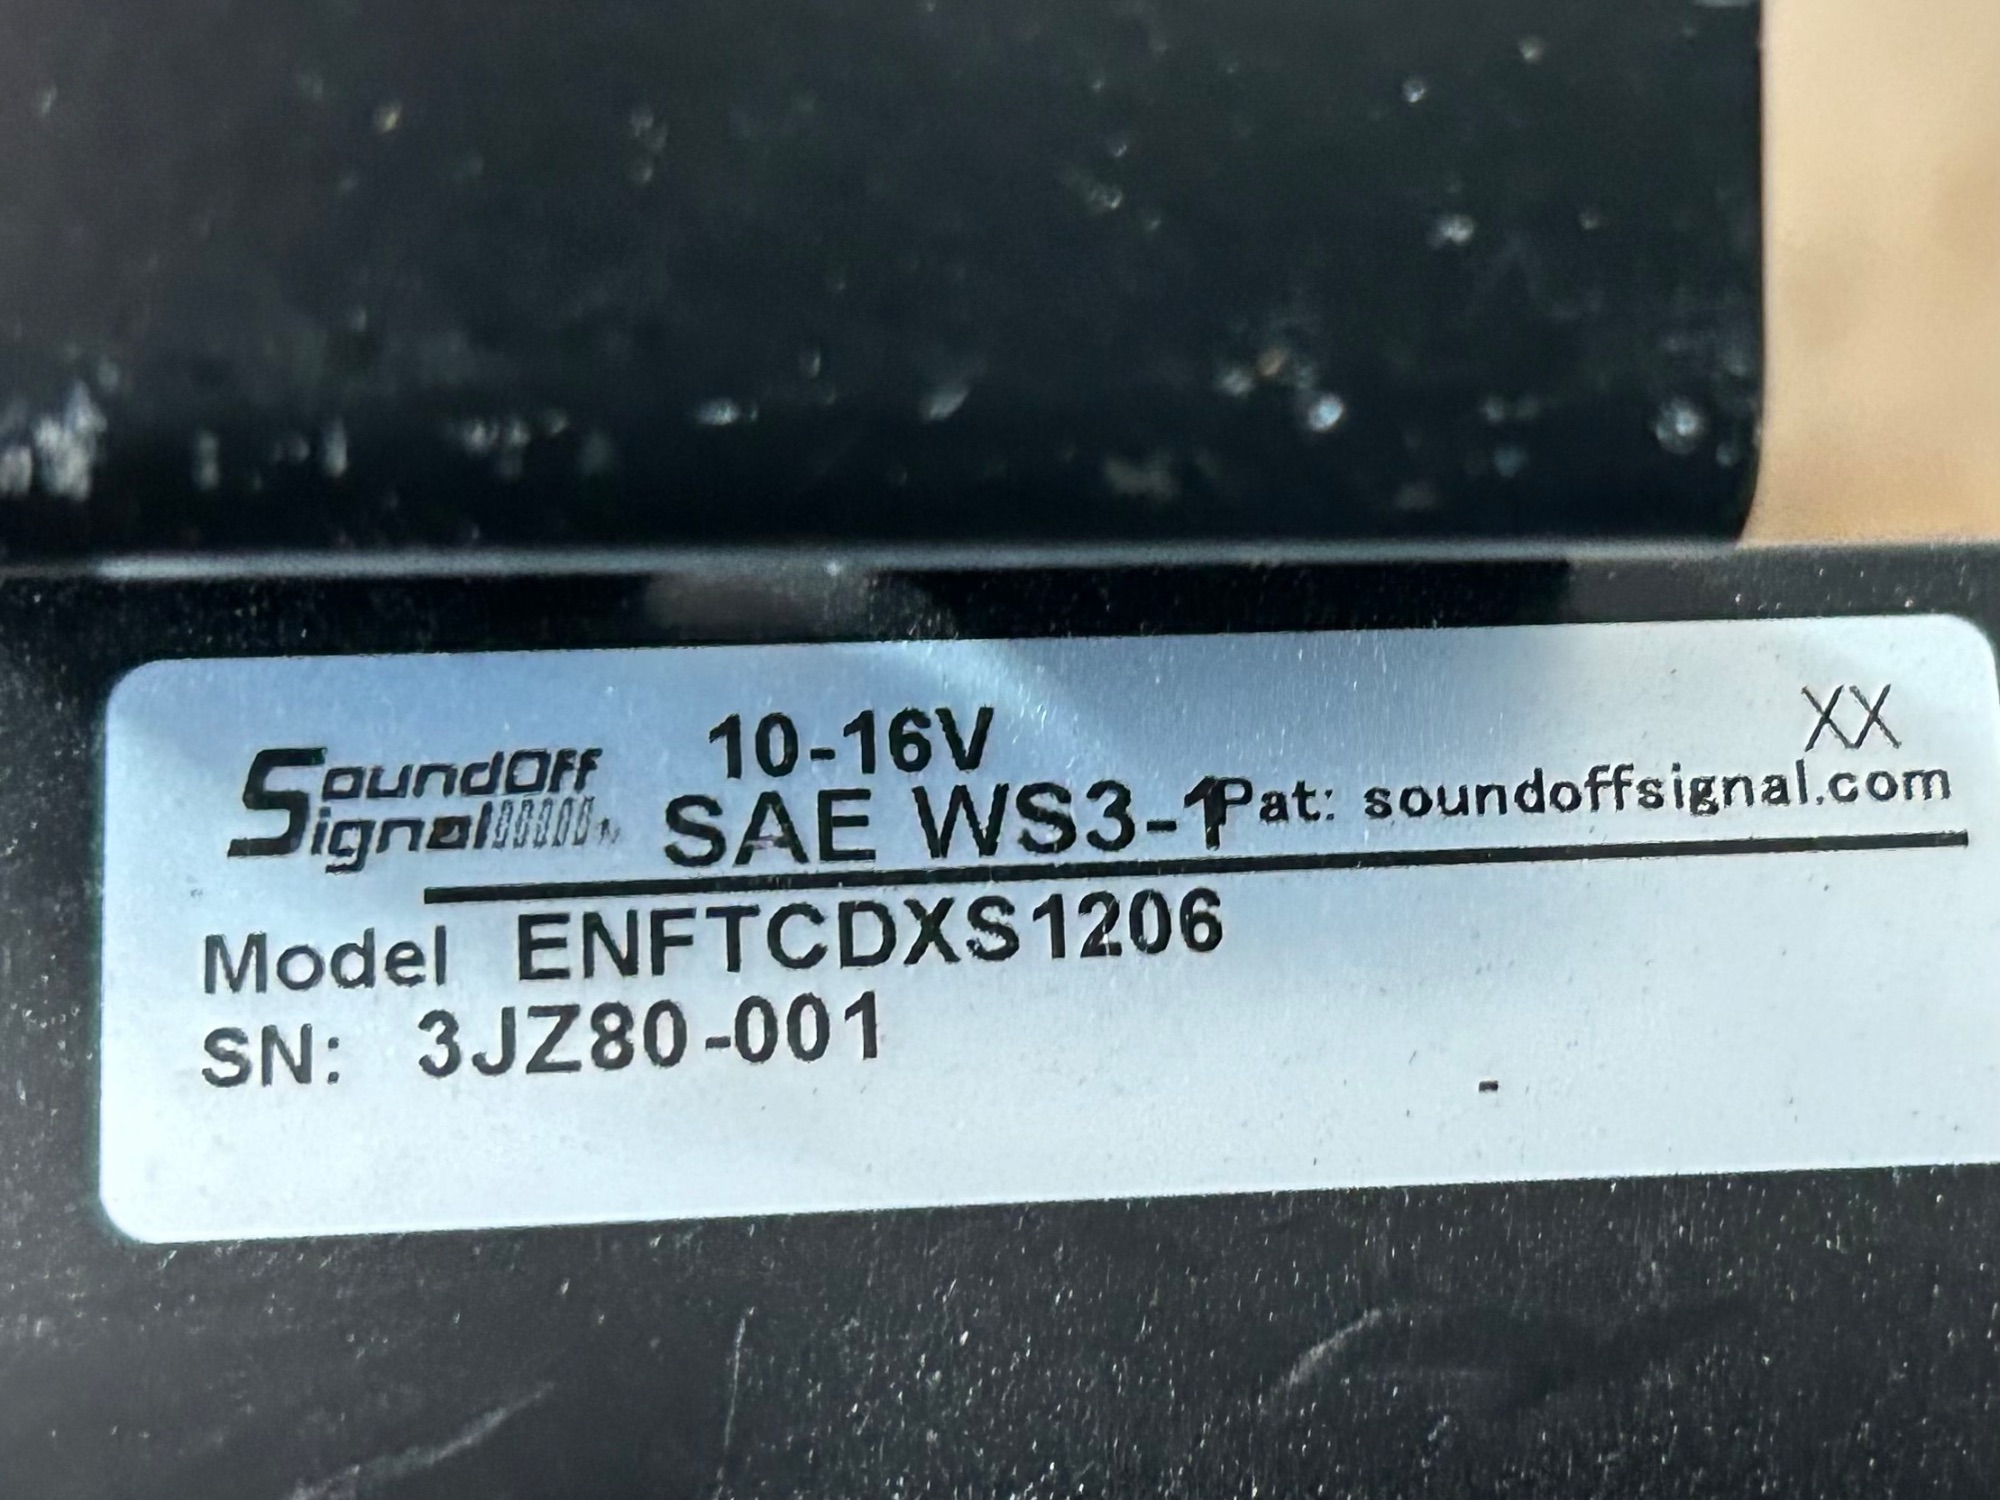 SoundOff
Signal
10-16V
SAE WS3-1
XX
Pat: soundoffsignal.com
Model ENFTCDXS1206
SN: 3JZ80-001